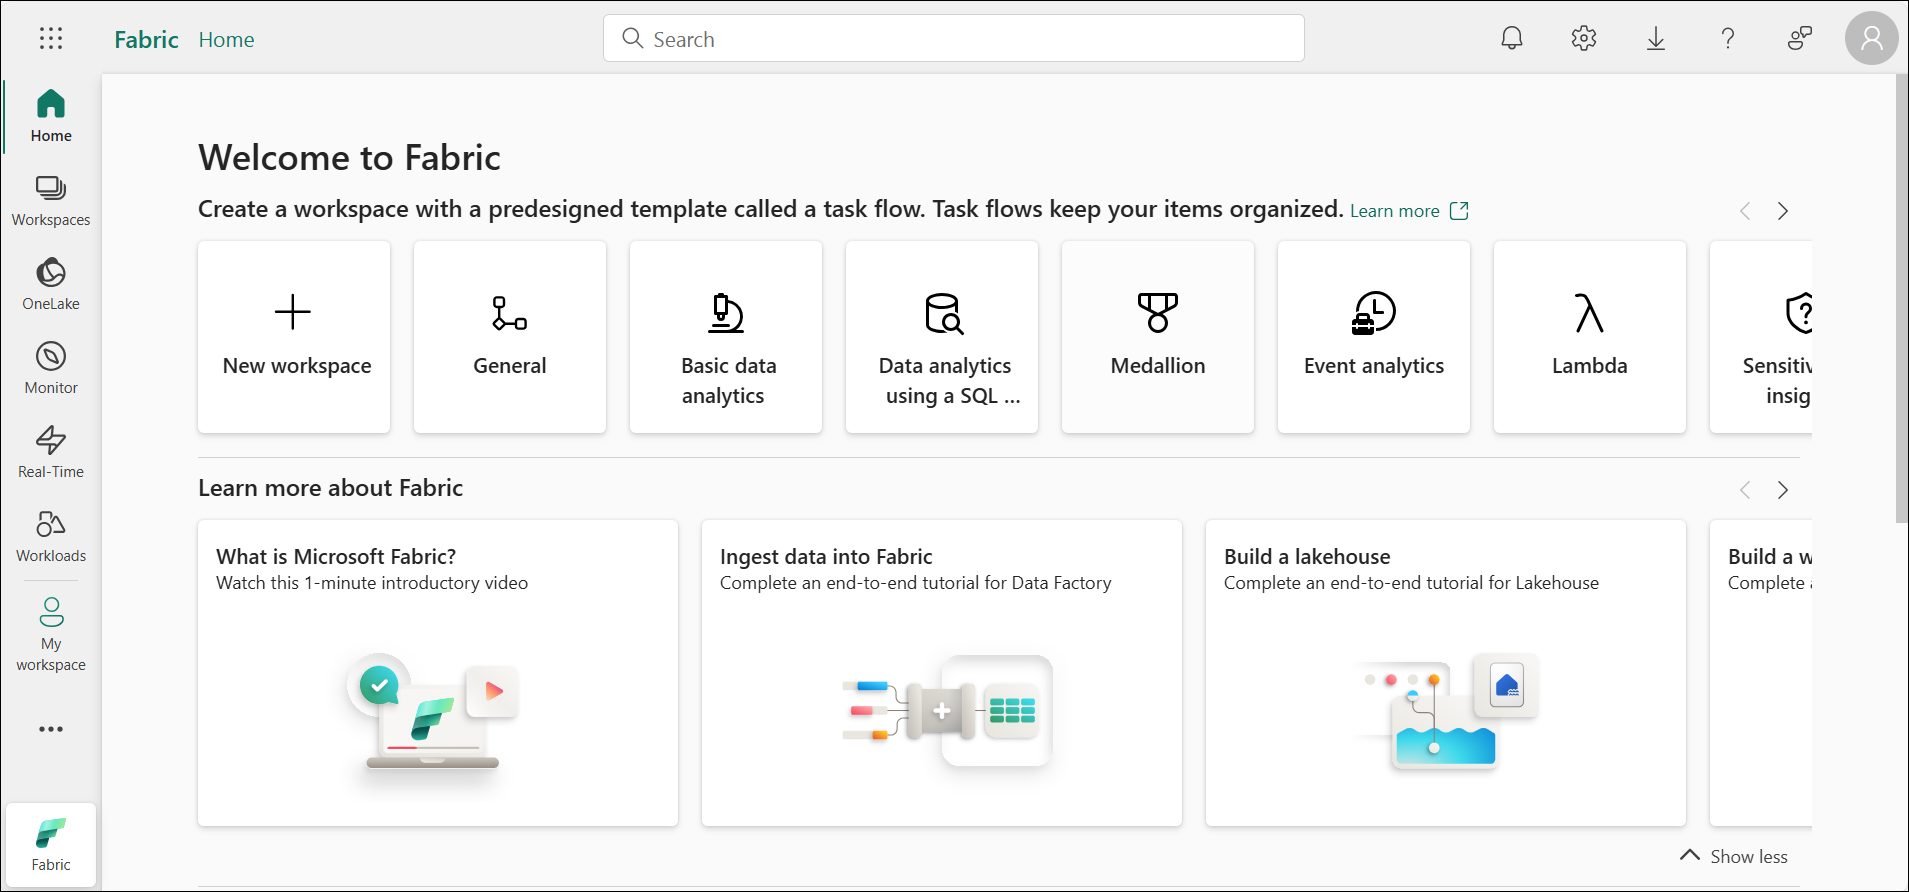 Fabric Home
Search
Home
Workspaces
OneLake
Monitor
Real-Time
Workloads
My
workspace
Fabric
Welcome to Fabric
Create a workspace with a predesigned template called a task flow. Task flows keep your items organized. Learn more
New workspace
General
Basic data
analytics
Data analytics
using a SQL ...
Medallion
Event analytics
Lambda
Sensitiv
insig
Learn more about Fabric
What is Microsoft Fabric?
Watch this 1-minute introductory video
Ingest data into Fabric
Complete an end-to-end tutorial for Data Factory
Build a lakehouse
Complete an end-to-end tutorial for Lakehouse
Build a w
Complete
Show less